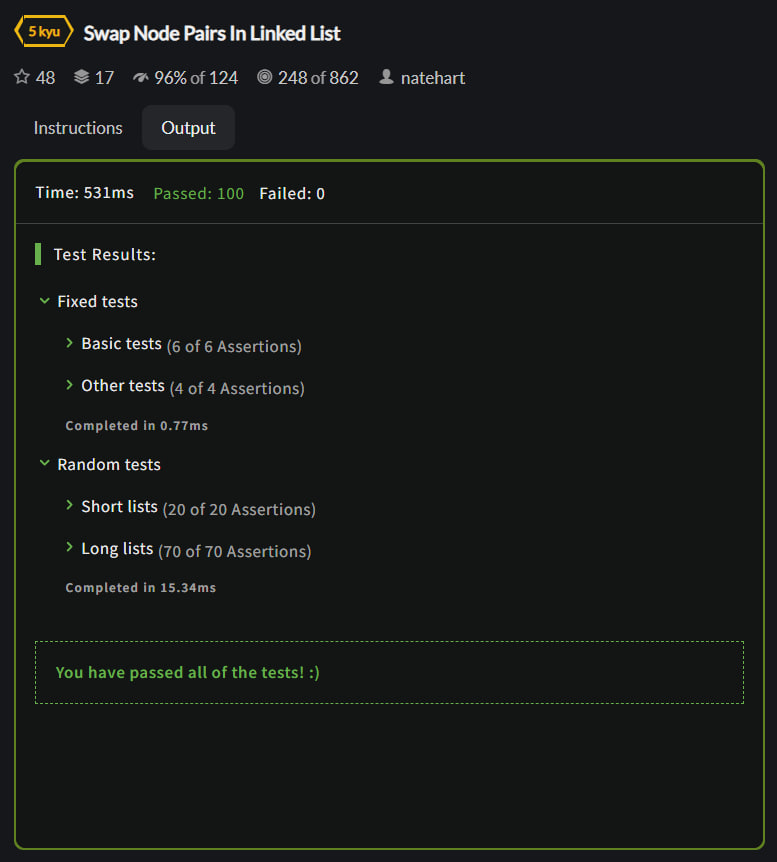 5 kyu Swap Node Pairs In Linked List
48 17 96% of 124 248 of 862 natehart
Instructions Output
Time: 531ms Passed: 100 Failed: 0
Test Results:
Fixed tests
Basic tests (6 of 6 Assertions)
Other tests (4 of 4 Assertions)
Completed in 0.77ms
Random tests
Short lists (20 of 20 Assertions)
Long lists (70 of 70 Assertions)
Completed in 15.34ms
You have passed all of the tests! :)